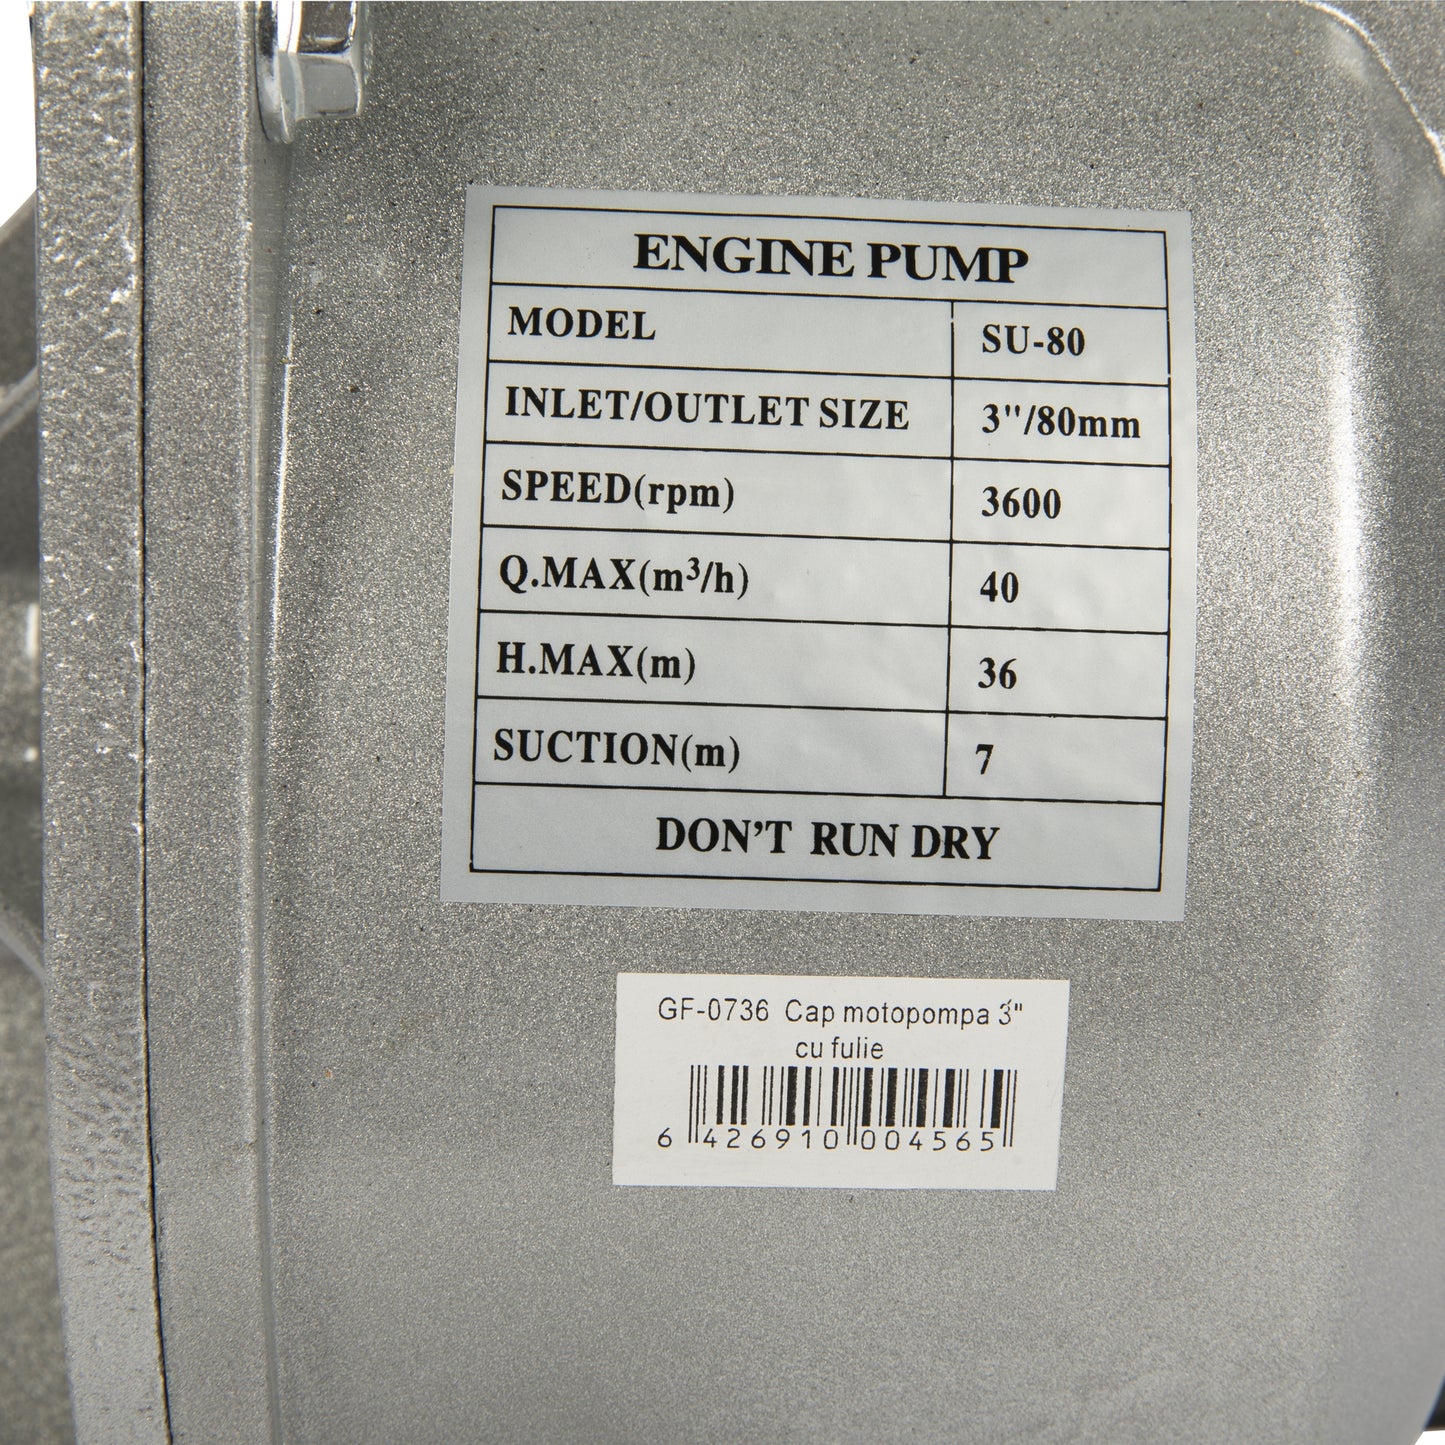 ENGINE PUMP
MODEL SU-80
INLET/OUTLET SIZE 3"/80mm
SPEED(rpm) 3600
Q.MAX(m³/h) 40
H.MAX(m) 36
SUCTION(m) 7
DON'T RUN DRY
GF-0736 Cap motopompa 3"
cu fulie
6 426910 004565